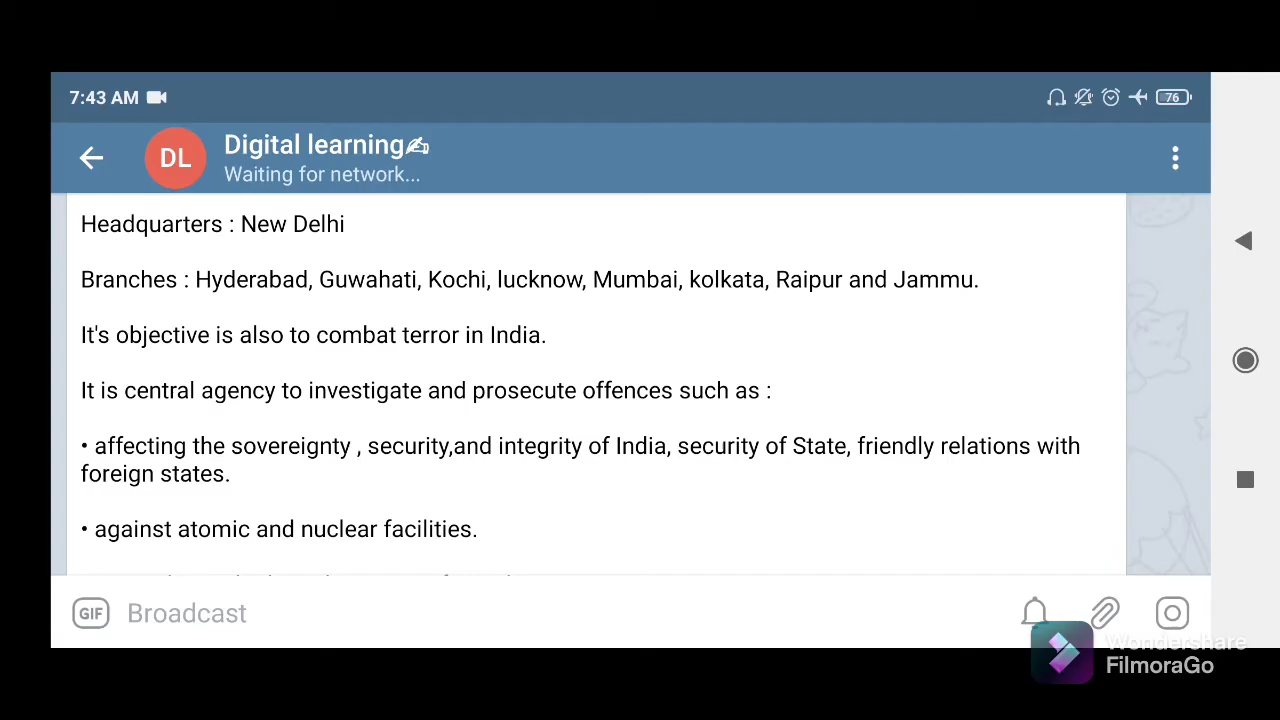 7:43 AM
76
DL
Digital learning✍
Waiting for network...
Headquarters : New Delhi
Branches : Hyderabad, Guwahati, Kochi, lucknow, Mumbai, kolkata, Raipur and Jammu.
It's objective is also to combat terror in India.
It is central agency to investigate and prosecute offences such as :
• affecting the sovereignty , security,and integrity of India, security of State, friendly relations with
foreign states.
• against atomic and nuclear facilities.
GIF
Broadcast
Wondershare
FilmoraGo